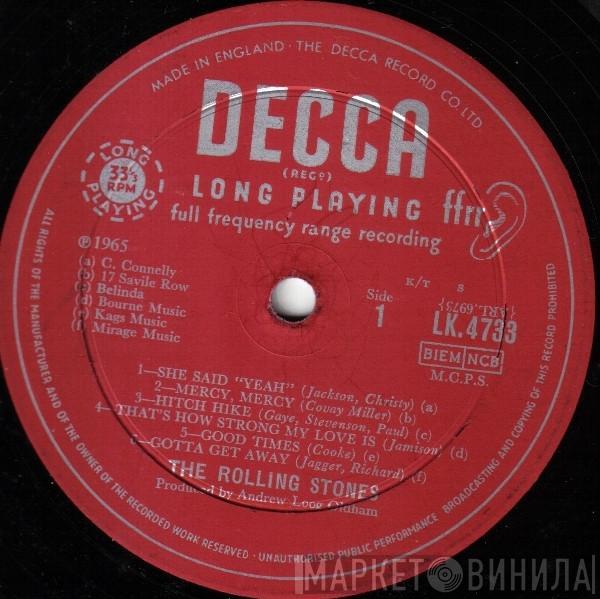 MADE IN ENGLAND · THE DECCA RECORD CO LTD
DECCA
(REGD)
LONG PLAYING ffrr
full frequency range recording
LONG PLAYING
33⅓
RPM
℗1965
(a) C. Connelly
(b) 17 Savile Row
(c) Belinda
(d) Bourne Music
(e) Kags Music
(f) Mirage Music
K/T S
Side
1
(ARL.6973)
LK.4733
BIEM NCB
M.C.P.S.
1—SHE SAID "YEAH" (Jackson, Christy) (a)
2—MERCY, MERCY (Covay Miller) (b)
3—HITCH HIKE (Gaye, Stevenson, Paul) (c)
4—THAT'S HOW STRONG MY LOVE IS (Jamison) (d)
5—GOOD TIMES (Cooke) (e)
6—GOTTA GET AWAY (Jagger, Richard) (f)
THE ROLLING STONES
Produced by Andrew Loog Oldham
ALL RIGHTS OF THE MANUFACTURER AND OF THE OWNER OF THE RECORDED WORK RESERVED · UNAUTHORISED PUBLIC PERFORMANCE BROADCASTING AND COPYING OF THIS RECORD PROHIBITED
МАРКЕТ ВИНИЛА